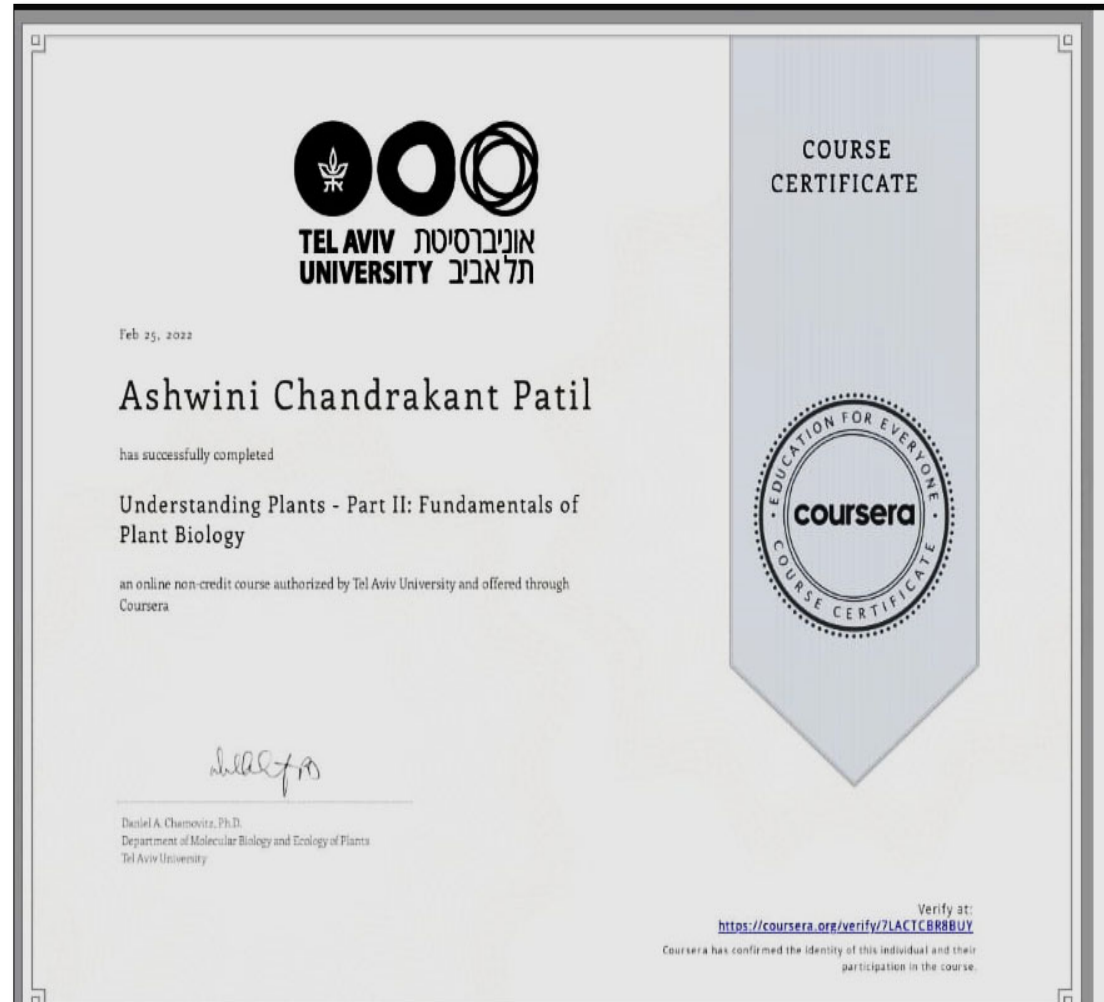 TEL AVIV אוניברסיטת
UNIVERSITY תל אביב
COURSE
CERTIFICATE
Feb 25, 2022
Ashwini Chandrakant Patil
has successfully completed
Understanding Plants - Part II: Fundamentals of
Plant Biology
an online non-credit course authorized by Tel Aviv University and offered through
Coursera
EDUCATION FOR EVERYONE
coursera
COURSE CERTIFICATE
Daniel A. Chamovitz, Ph.D.
Department of Molecular Biology and Ecology of Plants
Tel Aviv University
Verify at:
https://coursera.org/verify/7LACTCBR8BUY
Coursera has confirmed the identity of this individual and their
participation in the course.